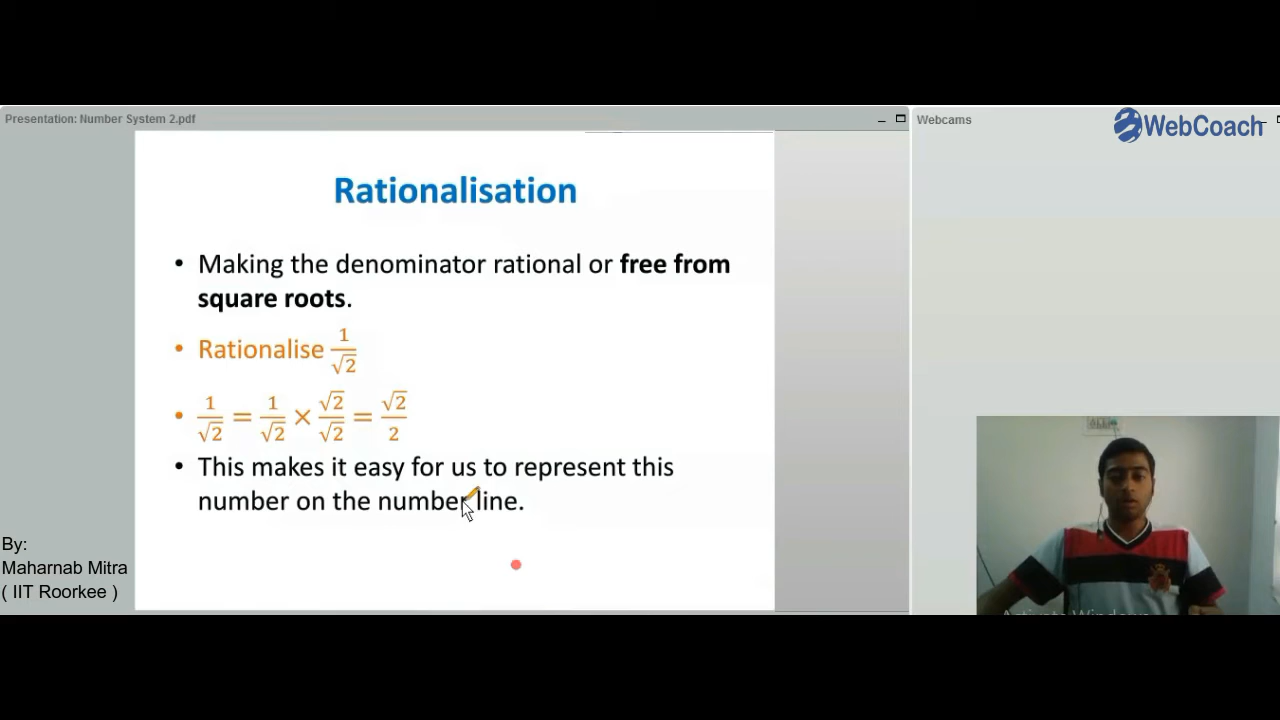 Presentation: Number System 2.pdf
Webcams
WebCoach
Rationalisation
• Making the denominator rational or free from
square roots.
• Rationalise 1/√2
• 1/√2 = 1/√2 × √2/√2 = √2/2
• This makes it easy for us to represent this
number on the number line.
By:
Maharnab Mitra
( IIT Roorkee )
Activate Windows